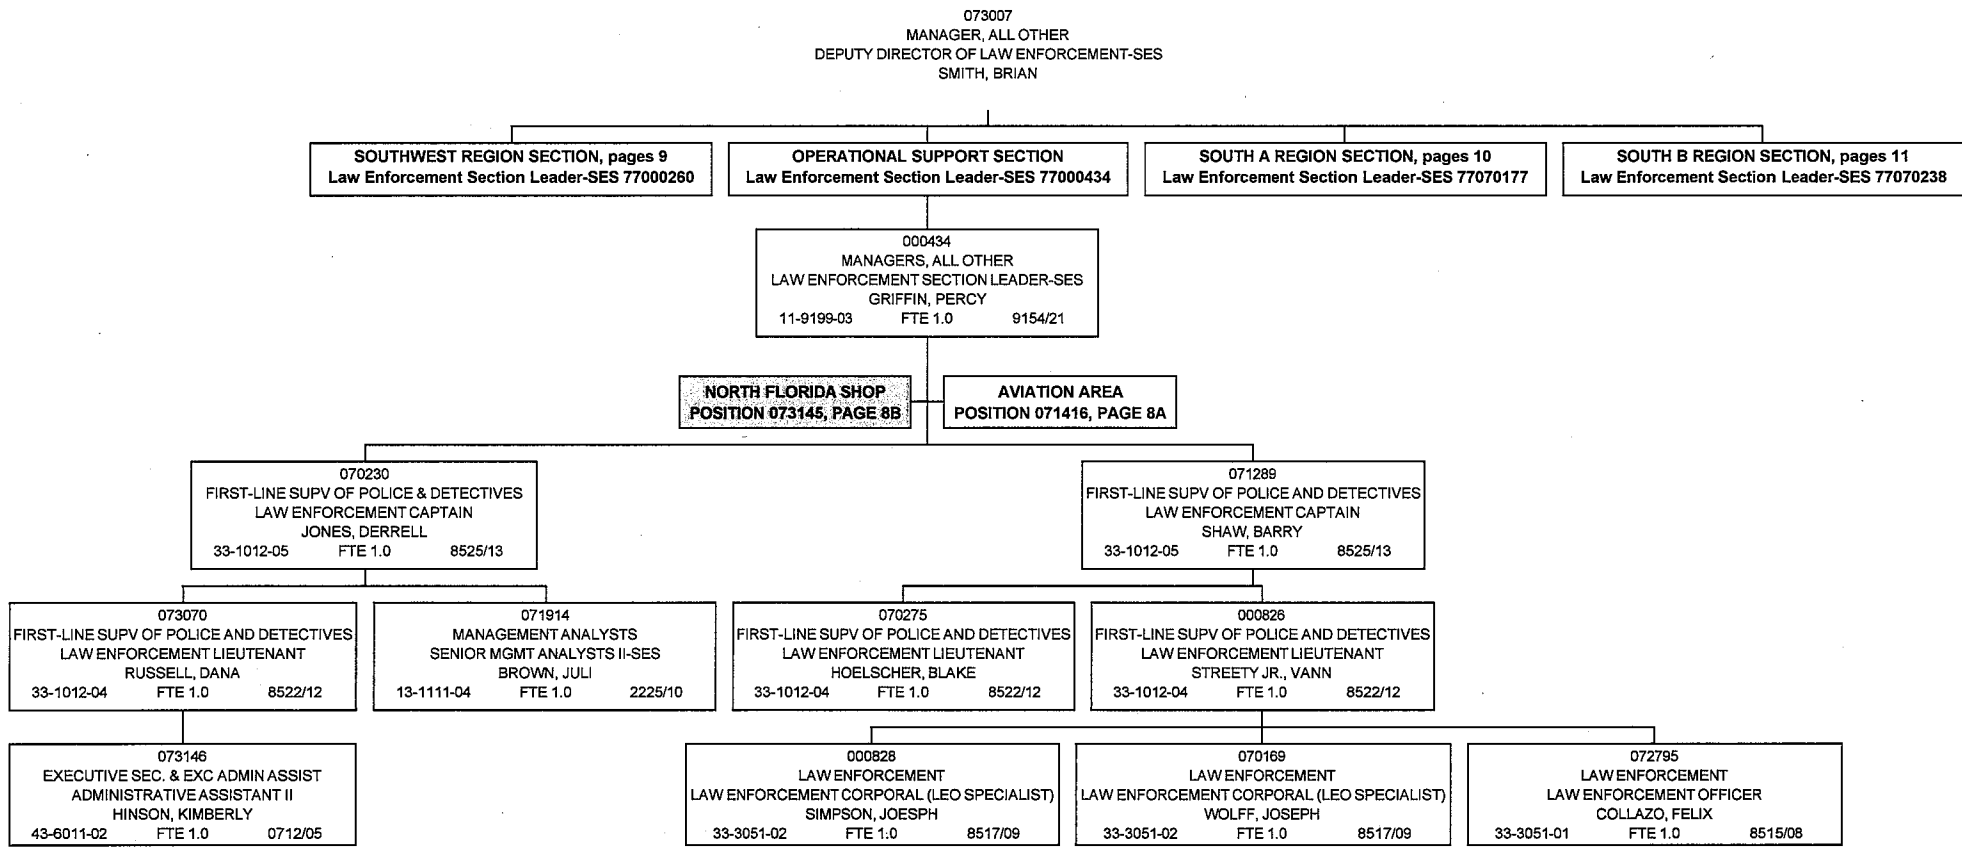 073007
MANAGER, ALL OTHER
DEPUTY DIRECTOR OF LAW ENFORCEMENT-SES
SMITH, BRIAN
SOUTHWEST REGION SECTION, pages 9
Law Enforcement Section Leader-SES 77000260
OPERATIONAL SUPPORT SECTION
Law Enforcement Section Leader-SES 77000434
SOUTH A REGION SECTION, pages 10
Law Enforcement Section Leader-SES 77070177
SOUTH B REGION SECTION, pages 11
Law Enforcement Section Leader-SES 77070238
000434
MANAGERS, ALL OTHER
LAW ENFORCEMENT SECTION LEADER-SES
GRIFFIN, PERCY
11-9199-03 FTE 1.0 9154/21
NORTH FLORIDA SHOP
POSITION 073145, PAGE 8B
AVIATION AREA
POSITION 071416, PAGE 8A
070230
FIRST-LINE SUPV OF POLICE & DETECTIVES
LAW ENFORCEMENT CAPTAIN
JONES, DERRELL
33-1012-05 FTE 1.0 8525/13
071289
FIRST-LINE SUPV OF POLICE AND DETECTIVES
LAW ENFORCEMENT CAPTAIN
SHAW, BARRY
33-1012-05 FTE 1.0 8525/13
073070
FIRST-LINE SUPV OF POLICE AND DETECTIVES
LAW ENFORCEMENT LIEUTENANT
RUSSELL, DANA
33-1012-04 FTE 1.0 8522/12
071914
MANAGEMENT ANALYSTS
SENIOR MGMT ANALYSTS II-SES
BROWN, JULI
13-1111-04 FTE 1.0 2225/10
070275
FIRST-LINE SUPV OF POLICE AND DETECTIVES
LAW ENFORCEMENT LIEUTENANT
HOELSCHER, BLAKE
33-1012-04 FTE 1.0 8522/12
000826
FIRST-LINE SUPV OF POLICE AND DETECTIVES
LAW ENFORCEMENT LIEUTENANT
STREETY JR., VANN
33-1012-04 FTE 1.0 8522/12
073146
EXECUTIVE SEC. & EXC ADMIN ASSIST
ADMINISTRATIVE ASSISTANT II
HINSON, KIMBERLY
43-6011-02 FTE 1.0 0712/05
000828
LAW ENFORCEMENT
LAW ENFORCEMENT CORPORAL (LEO SPECIALIST)
SIMPSON, JOESPH
33-3051-02 FTE 1.0 8517/09
070169
LAW ENFORCEMENT
LAW ENFORCEMENT CORPORAL (LEO SPECIALIST)
WOLFF, JOSEPH
33-3051-02 FTE 1.0 8517/09
072795
LAW ENFORCEMENT
LAW ENFORCEMENT OFFICER
COLLAZO, FELIX
33-3051-01 FTE 1.0 8515/08